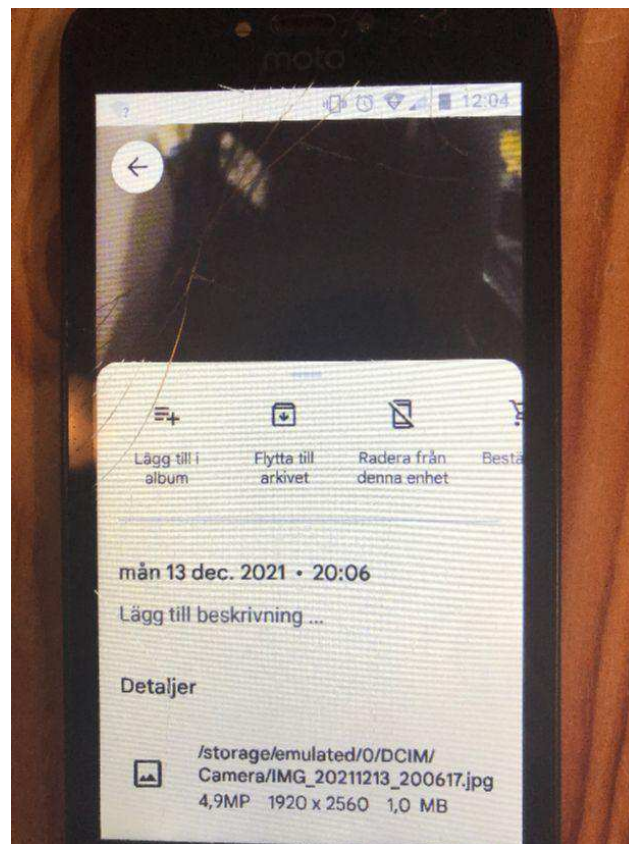 moto
?
12:04
Lägg till i
album
Flytta till
arkivet
Radera från
denna enhet
Bestä
mån 13 dec. 2021 • 20:06
Lägg till beskrivning ...
Detaljer
/storage/emulated/0/DCIM/
Camera/IMG_20211213_200617.jpg
4,9MP 1920 x 2560 1,0 MB